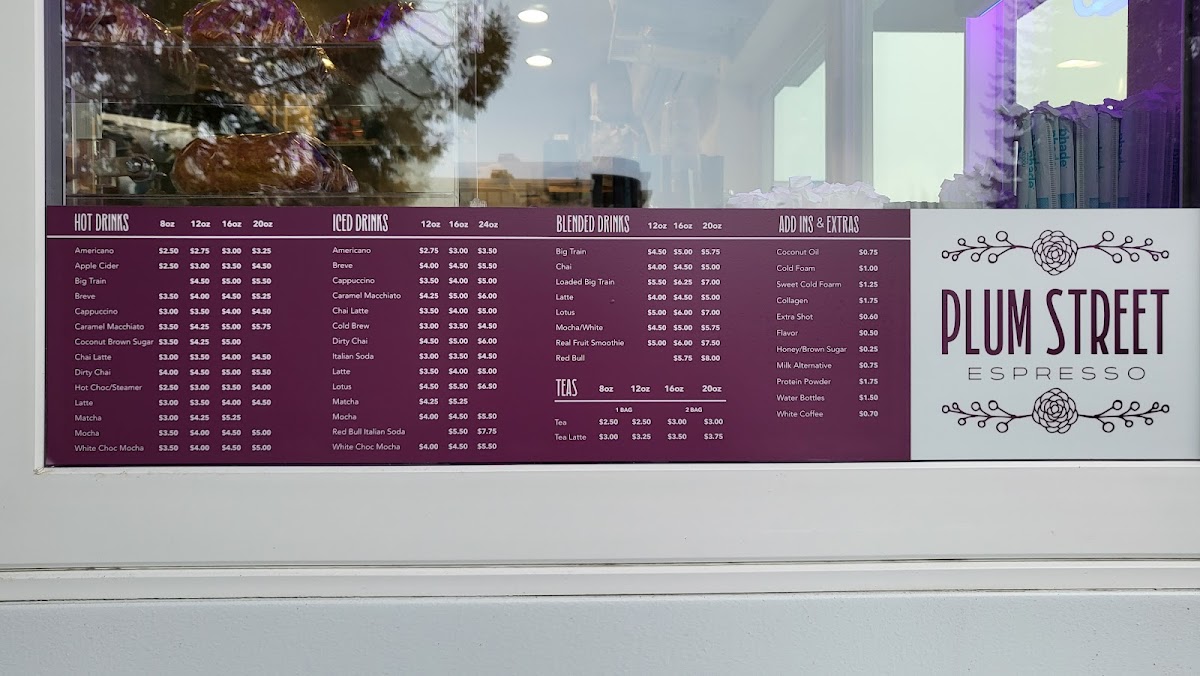 HOT DRINKS 8oz 12oz 16oz 20oz
Americano $2.50 $2.75 $3.00 $3.25
Apple Cider $2.50 $3.00 $3.50 $4.50
Big Train $4.50 $5.00 $5.50
Breve $3.50 $4.00 $4.50 $5.25
Cappuccino $3.00 $3.50 $4.00 $4.50
Caramel Macchiato $3.50 $4.25 $5.00 $5.75
Coconut Brown Sugar $3.50 $4.25 $5.00
Chai Latte $3.00 $3.50 $4.00 $4.50
Dirty Chai $4.00 $4.50 $5.00 $5.50
Hot Choc/Steamer $2.50 $3.00 $3.50 $4.00
Latte $3.00 $3.50 $4.00 $4.50
Matcha $3.00 $4.25 $5.25
Mocha $3.50 $4.00 $4.50 $5.00
White Choc Mocha $3.50 $4.00 $4.50 $5.00
ICED DRINKS 12oz 16oz 24oz
Americano $2.75 $3.00 $3.50
Breve $4.00 $4.50 $5.50
Cappuccino $3.50 $4.00 $5.00
Caramel Macchiato $4.25 $5.00 $6.00
Chai Latte $3.50 $4.00 $5.00
Cold Brew $3.00 $3.50 $4.50
Dirty Chai $4.50 $5.00 $6.00
Italian Soda $3.00 $3.50 $4.50
Latte $3.50 $4.00 $5.00
Lotus $4.50 $5.50 $6.50
Matcha $4.25 $5.25
Mocha $4.00 $4.50 $5.50
Red Bull Italian Soda $5.50 $7.75
White Choc Mocha $4.00 $4.50 $5.50
BLENDED DRINKS 12oz 16oz 20oz
Big Train $4.50 $5.00 $5.75
Chai $4.00 $4.50 $5.00
Loaded Big Train $5.50 $6.25 $7.00
Latte $4.00 $4.50 $5.00
Lotus $5.00 $6.00 $7.00
Mocha/White $4.50 $5.00 $5.75
Real Fruit Smoothie $5.00 $6.00 $7.50
Red Bull $5.75 $8.00
TEAS 8oz 12oz 16oz 20oz
1 BAG 2 BAG
Tea $2.50 $2.50 $3.00 $3.00
Tea Latte $3.00 $3.25 $3.50 $3.75
ADD INS & EXTRAS
Coconut Oil $0.75
Cold Foam $1.00
Sweet Cold Foarm $1.25
Collagen $1.75
Extra Shot $0.60
Flavor $0.50
Honey/Brown Sugar $0.25
Milk Alternative $0.75
Protein Powder $1.75
Water Bottles $1.50
White Coffee $0.70
PLUM STREET
ESPRESSO